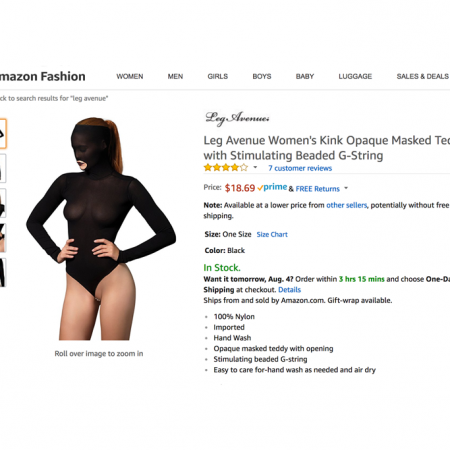 mazon Fashion
WOMEN MEN GIRLS BOYS BABY LUGGAGE SALES & DEALS
ck to search results for "leg avenue"
Leg Avenue
Leg Avenue Women's Kink Opaque Masked Ted
with Stimulating Beaded G-String
7 customer reviews
Price: $18.69 prime & FREE Returns
Note: Available at a lower price from other sellers, potentially without free
shipping.
Size: One Size Size Chart
Color: Black
In Stock.
Want it tomorrow, Aug. 4? Order within 3 hrs 15 mins and choose One-Da
Shipping at checkout. Details
Ships from and sold by Amazon.com. Gift-wrap available.
100% Nylon
Imported
Hand Wash
Opaque masked teddy with opening
Stimulating beaded G-string
Easy to care for-hand wash as needed and air dry
Roll over image to zoom in